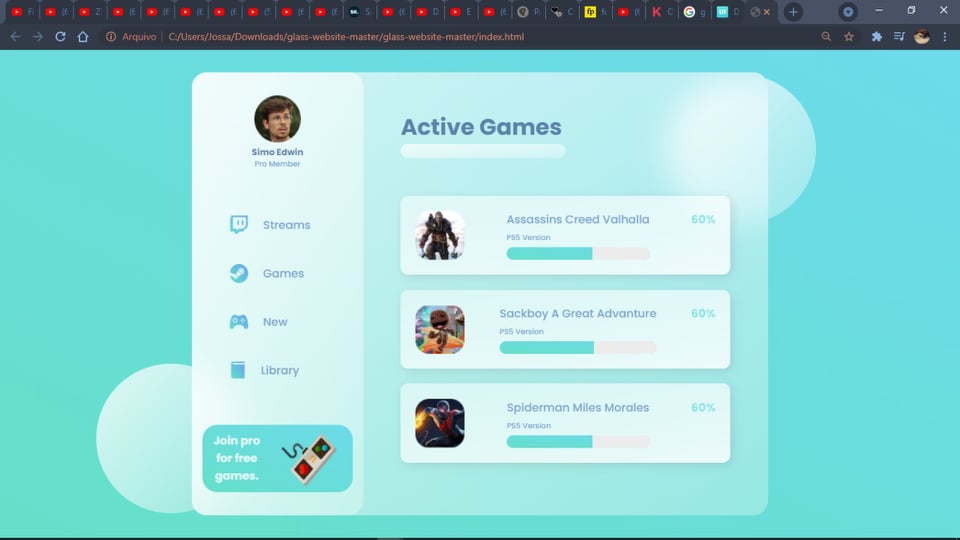 Arquivo
C:/Users/Jossa/Downloads/glass-website-master/glass-website-master/index.html
Simo Edwin
Pro Member
Streams
Games
New
Library
Join pro
for free
games.
Active Games
Assassins Creed Valhalla
60%
PS5 Version
Sackboy A Great Advanture
60%
PS5 Version
Spiderman Miles Morales
60%
PS5 Version